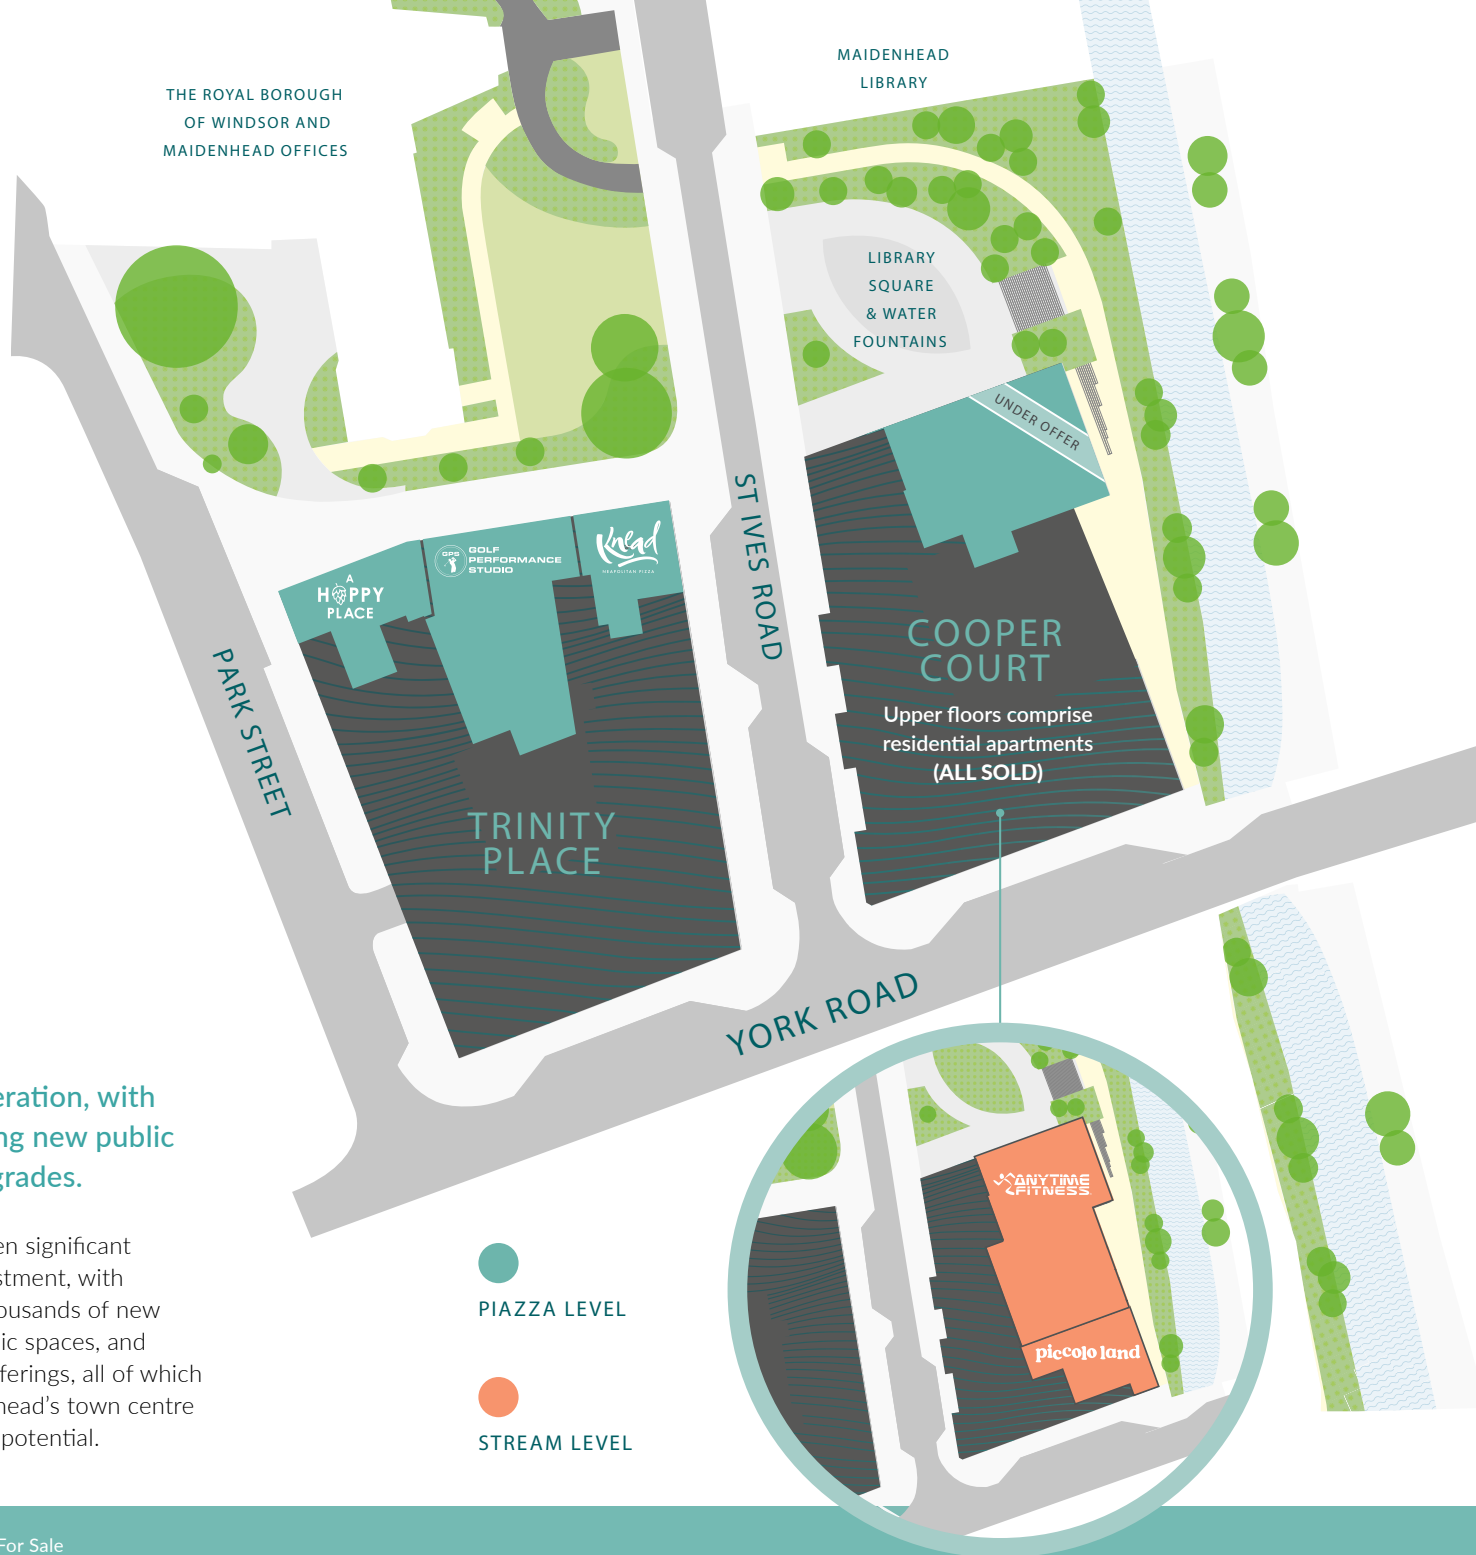 MAIDENHEAD
LIBRARY
THE ROYAL BOROUGH
OF WINDSOR AND
MAIDENHEAD OFFICES
LIBRARY
SQUARE
& WATER
FOUNTAINS
UNDER OFFER
ST IVES ROAD
Knead
NEAPOLITAN PIZZA
GPS
GOLF
PERFORMANCE
STUDIO
A
HOPPY
PLACE
PARK STREET
COOPER
COURT
Upper floors comprise
residential apartments
(ALL SOLD)
TRINITY
PLACE
YORK ROAD
eration, with
ng new public
grades.
en significant
stment, with
ousands of new
ic spaces, and
ferings, all of which
head's town centre
potential.
PIAZZA LEVEL
STREAM LEVEL
ANYTIME
FITNESS
piccolo land
For Sale